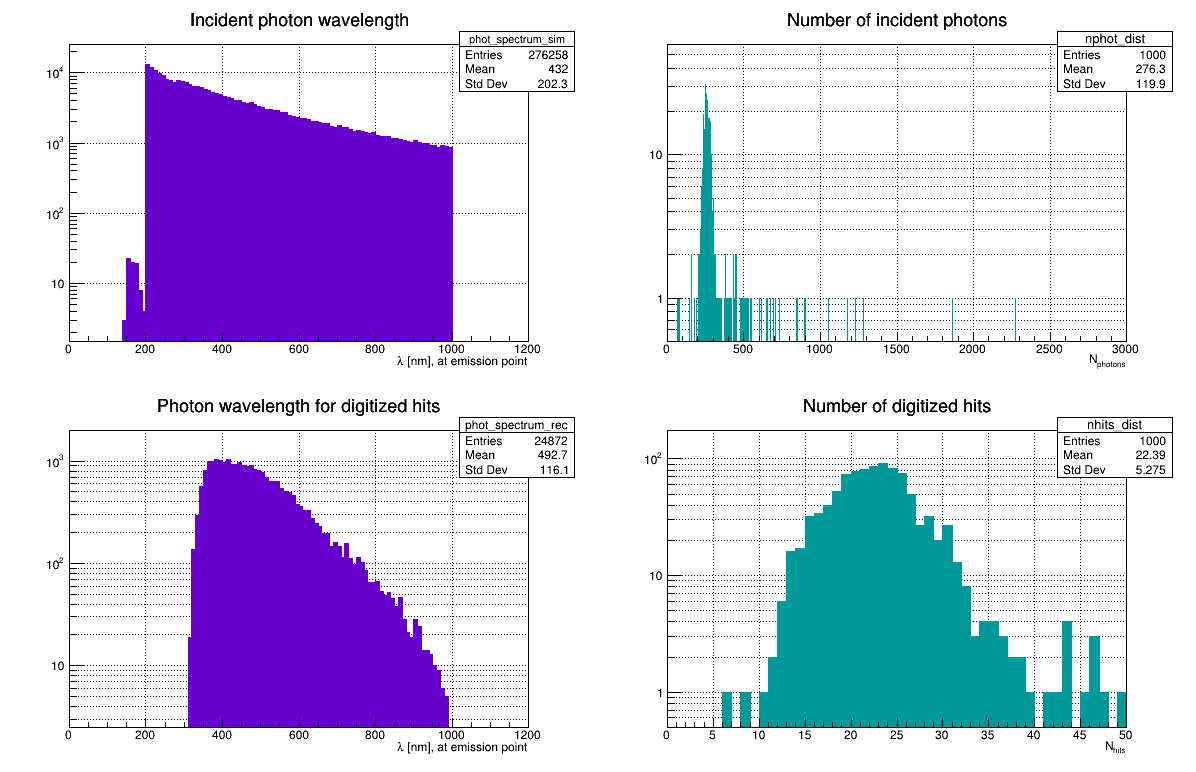 Incident photon wavelength
phot_spectrum_sim
Entries 276258
Mean 432
Std Dev 202.3
10⁴
10³
10²
10
0 200 400 600 800 1000 1200
λ [nm], at emission point
Number of incident photons
nphot_dist
Entries 1000
Mean 276.3
Std Dev 119.9
10
1
0 500 1000 1500 2000 2500 3000
N_photons
Photon wavelength for digitized hits
phot_spectrum_rec
Entries 24872
Mean 492.7
Std Dev 116.1
10³
10²
10
0 200 400 600 800 1000 1200
λ [nm], at emission point
Number of digitized hits
nhits_dist
Entries 1000
Mean 22.39
Std Dev 5.275
10²
10
1
0 5 10 15 20 25 30 35 40 45 50
N_hits